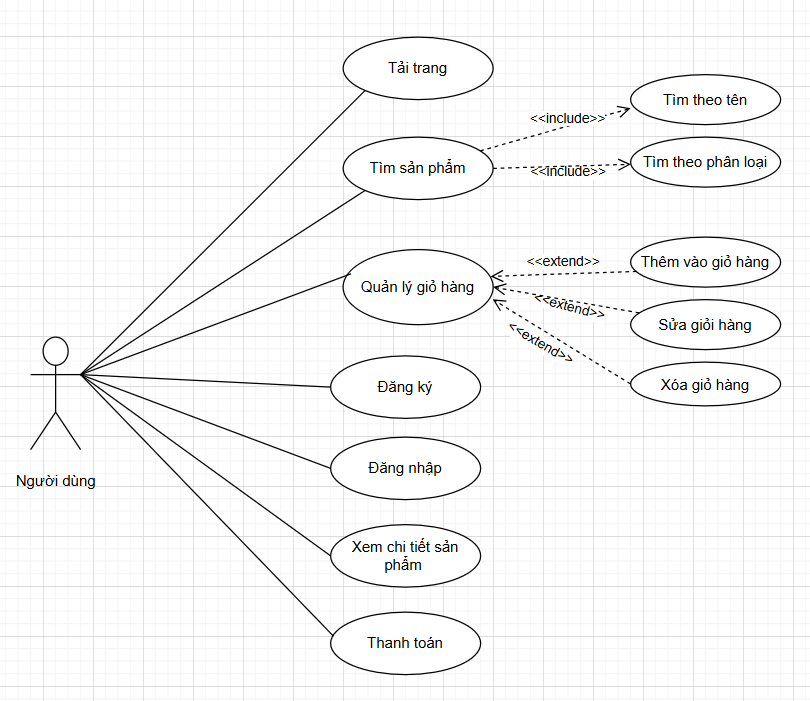 Tải trang
Tìm theo tên
<<include>>
Tìm sản phẩm
Tìm theo phân loại
<<include>>
Quản lý giỏ hàng
<<extend>>
Thêm vào giỏ hàng
<<extend>>
Sửa giỏi hàng
<<extend>>
Xóa giỏ hàng
Đăng ký
Đăng nhập
Người dùng
Xem chi tiết sản
phẩm
Thanh toán